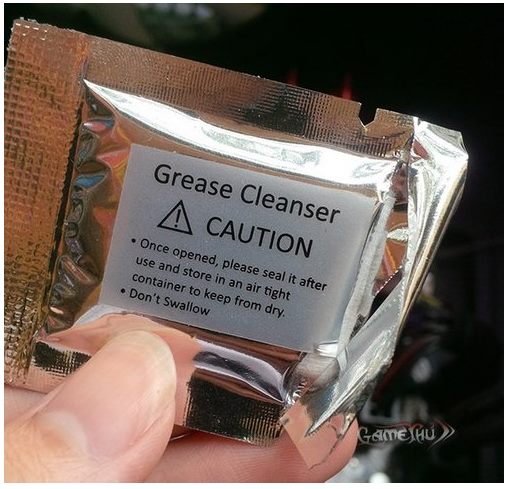 Grease Cleanser
⚠ CAUTION
• Once opened, please seal it after
use and store in an air tight
container to keep from dry.
• Don't Swallow
GAMESHU